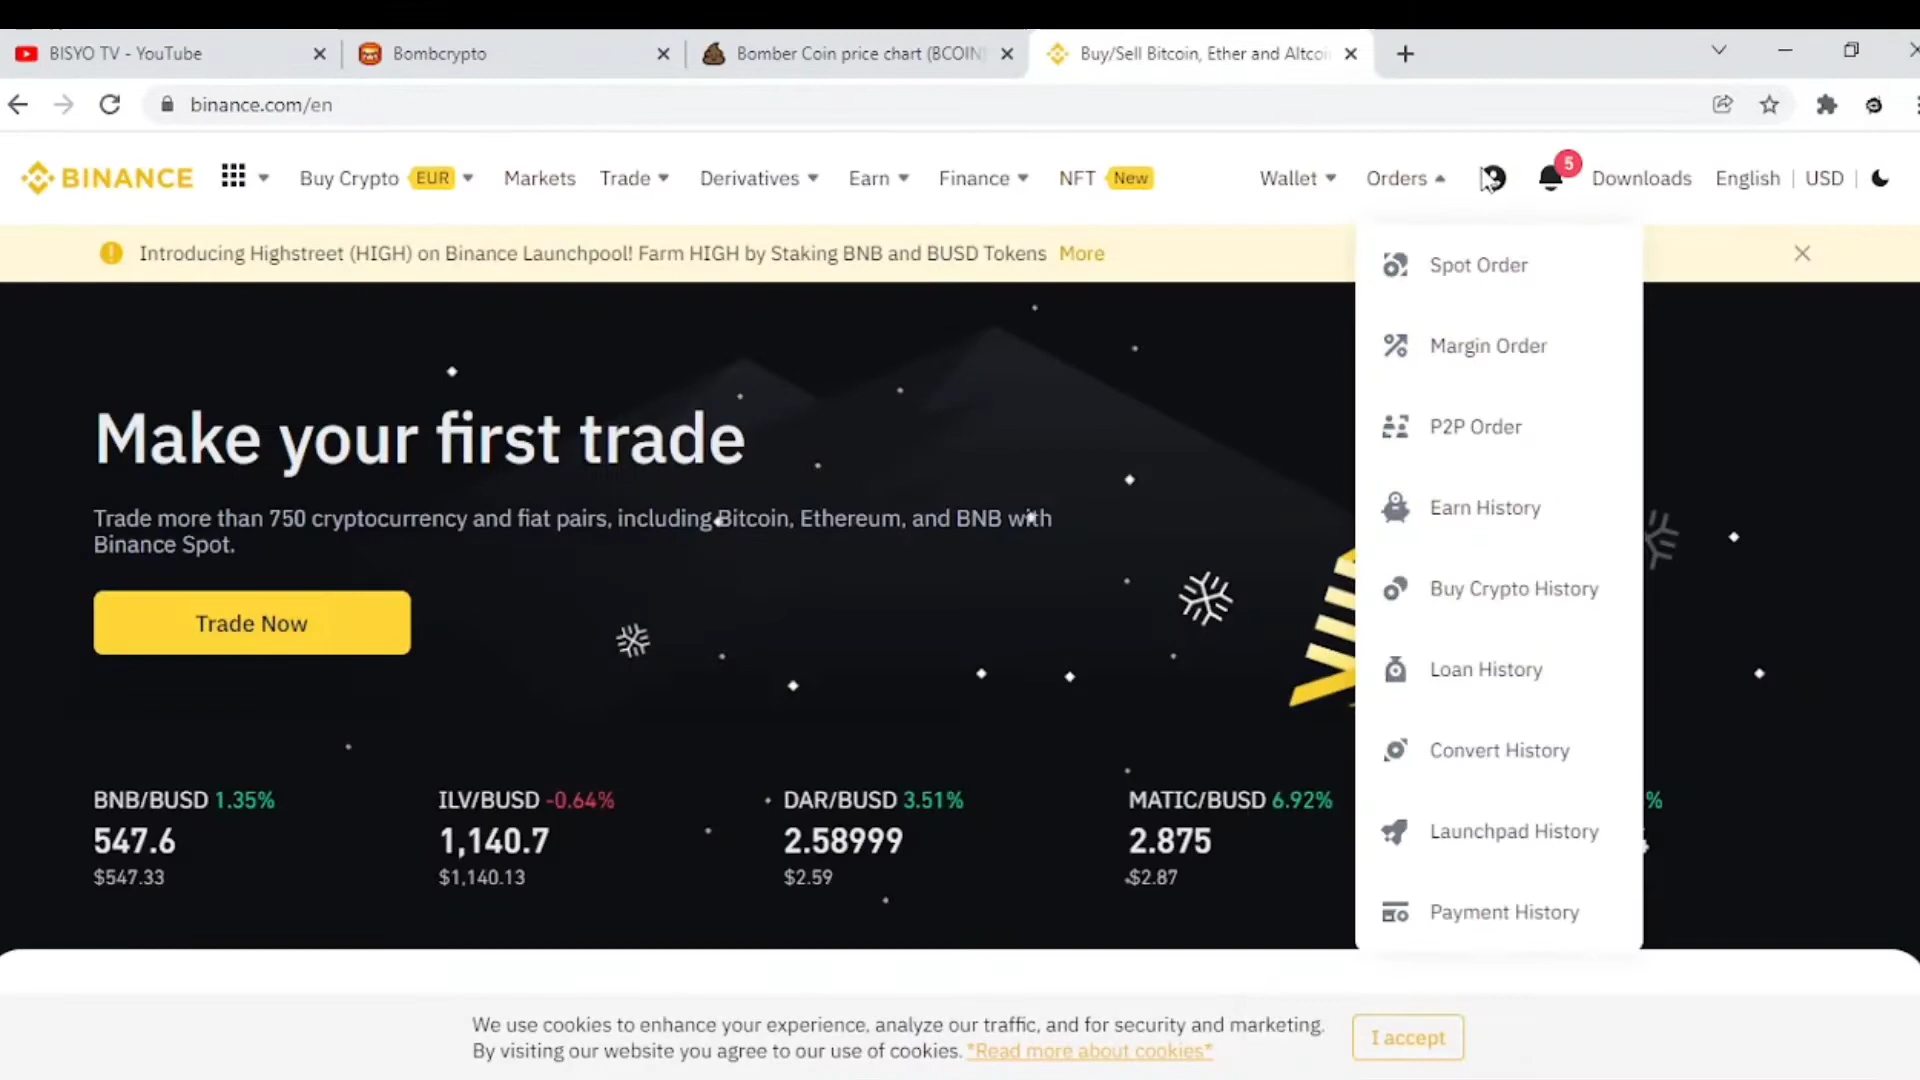 BISYO TV - YouTube
Bombcrypto
Bomber Coin price chart (BCOIN)
Buy/Sell Bitcoin, Ether and Altcoi
binance.com/en
BINANCE
Buy Crypto EUR
Markets
Trade
Derivatives
Earn
Finance
NFT New
Wallet
Orders
5
Downloads
English | USD
Introducing Highstreet (HIGH) on Binance Launchpool! Farm HIGH by Staking BNB and BUSD Tokens More
Make your first trade
Trade more than 750 cryptocurrency and fiat pairs, including Bitcoin, Ethereum, and BNB with
Binance Spot.
Trade Now
Spot Order
Margin Order
P2P Order
Earn History
Buy Crypto History
Loan History
Convert History
Launchpad History
Payment History
BNB/BUSD 1.35%
547.6
$547.33
ILV/BUSD -0.64%
1,140.7
$1,140.13
DAR/BUSD 3.51%
2.58999
$2.59
MATIC/BUSD 6.92%
2.875
$2.87
%
We use cookies to enhance your experience, analyze our traffic, and for security and marketing.
By visiting our website you agree to our use of cookies. *Read more about cookies*
I accept